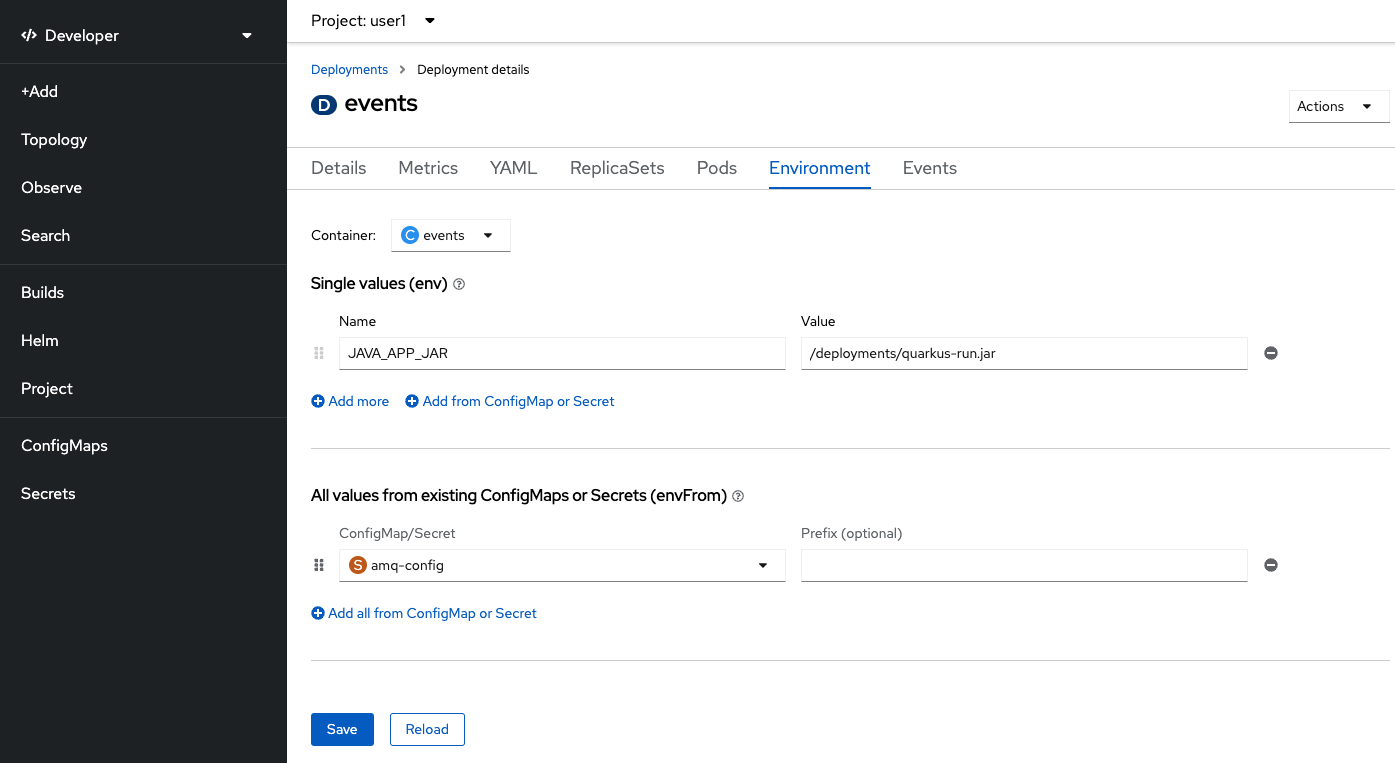 Developer
+Add
Topology
Observe
Search
Builds
Helm
Project
ConfigMaps
Secrets
Project: user1
Deployments > Deployment details
D events
Actions
Details Metrics YAML ReplicaSets Pods Environment Events
Container: C events
Single values (env)
Name Value
JAVA_APP_JAR /deployments/quarkus-run.jar
Add more Add from ConfigMap or Secret
All values from existing ConfigMaps or Secrets (envFrom)
ConfigMap/Secret Prefix (optional)
S amq-config
Add all from ConfigMap or Secret
Save Reload